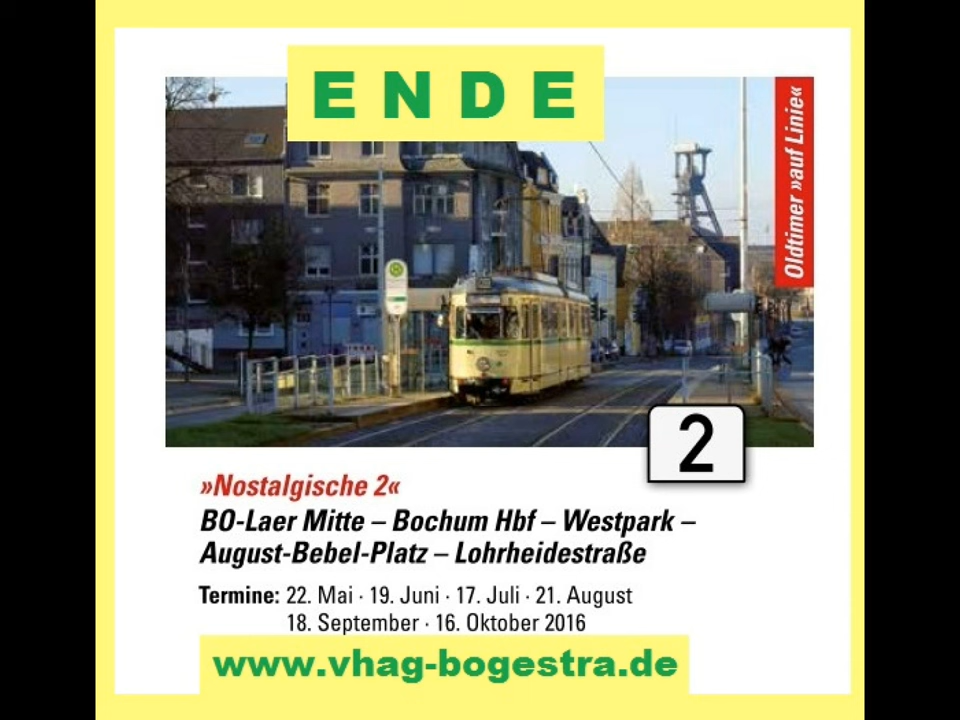 E N D E
Oldtimer »auf Linie«
2
»Nostalgische 2«
BO-Laer Mitte – Bochum Hbf – Westpark –
August-Bebel-Platz – Lohrheidestraße
Termine: 22. Mai · 19. Juni · 17. Juli · 21. August
18. September · 16. Oktober 2016
www.vhag-bogestra.de